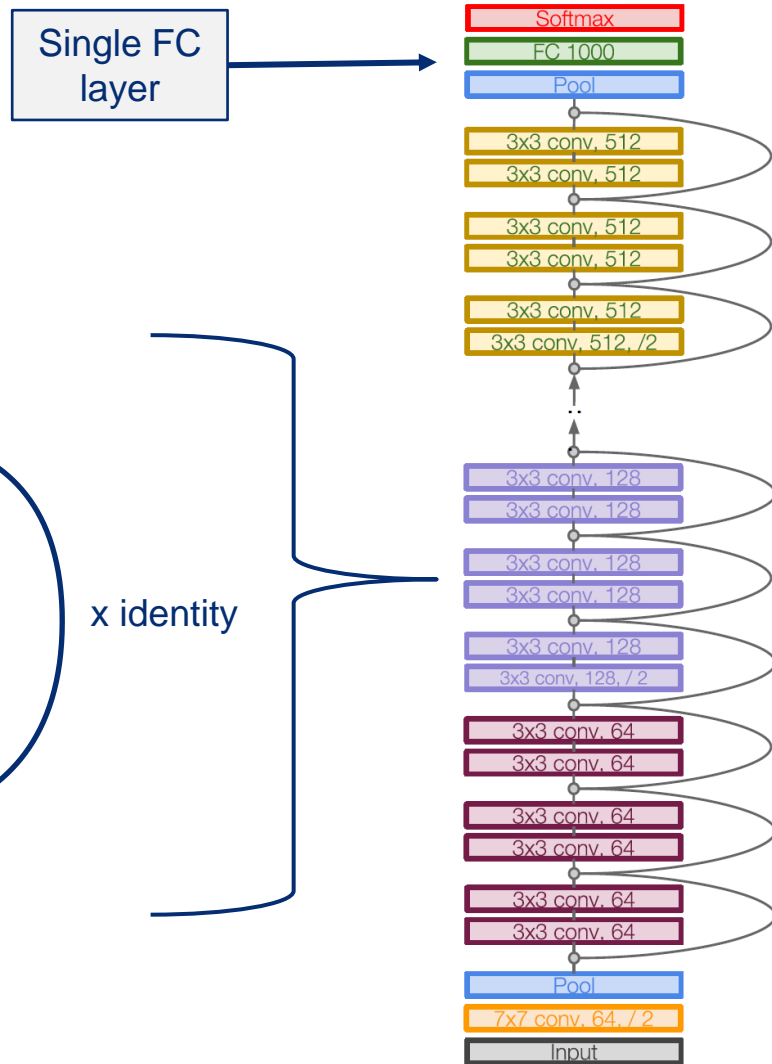 Single FC
layer
Softmax
FC 1000
Pool
3x3 conv, 512
3x3 conv, 512
3x3 conv, 512
3x3 conv, 512
3x3 conv, 512
3x3 conv, 512, /2
..
3x3 conv, 128
3x3 conv, 128
3x3 conv, 128
3x3 conv, 128
3x3 conv, 128
3x3 conv, 128, / 2
3x3 conv, 64
3x3 conv, 64
3x3 conv, 64
3x3 conv, 64
3x3 conv, 64
3x3 conv, 64
Pool
7x7 conv, 64, / 2
Input
x identity